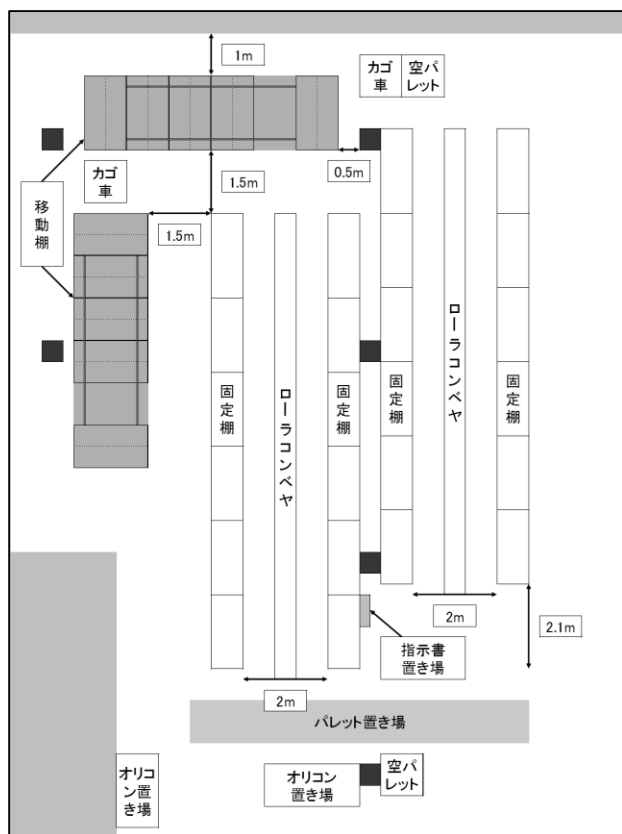 1m
カゴ
車
空パ
レット
カゴ
車
1.5m
0.5m
移動棚
1.5m
ローラコンベヤ
固定棚
ローラコンベヤ
固定棚
固定棚
固定棚
2m
2.1m
指示書
置き場
2m
パレット置き場
オリコ
ン置
き場
オリコン
置き場
空パ
レット